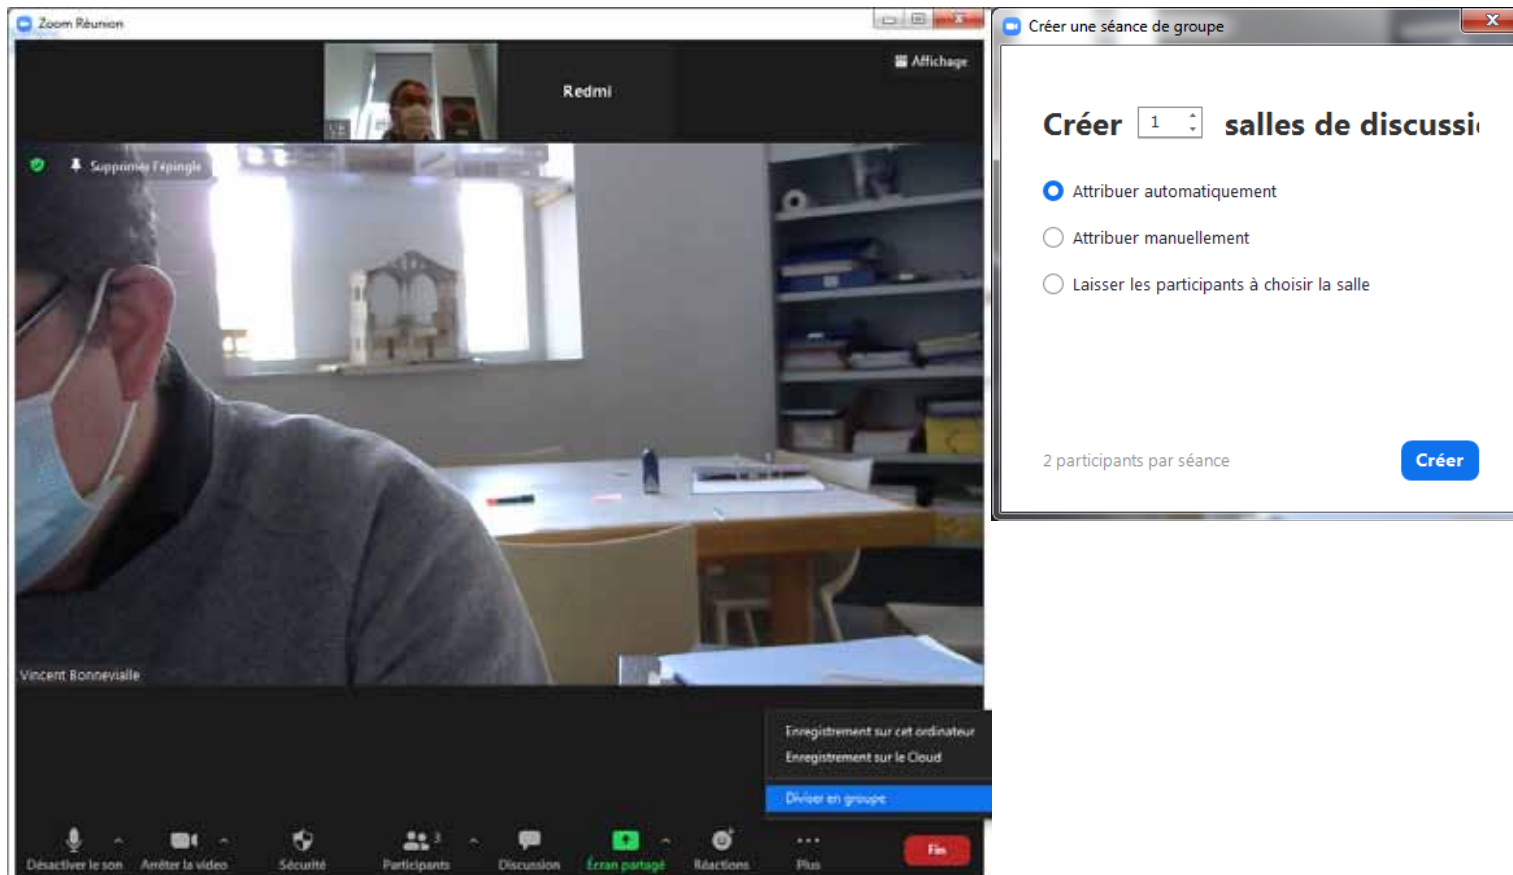 Zoom Réunion
Affichage
Redmi
Supprimer l'épingle
Vincent Bonnevialle
Enregistrement sur cet ordinateur
Enregistrement sur le Cloud
Diviser en groupe
3
Désactiver le son
Arrêter la video
Sécurité
Participants
Discussion
Écran partagé
Réactions
Plus
Fin
Créer une séance de groupe
Créer 1 salles de discussi
Attribuer automatiquement
Attribuer manuellement
Laisser les participants à choisir la salle
2 participants par séance
Créer